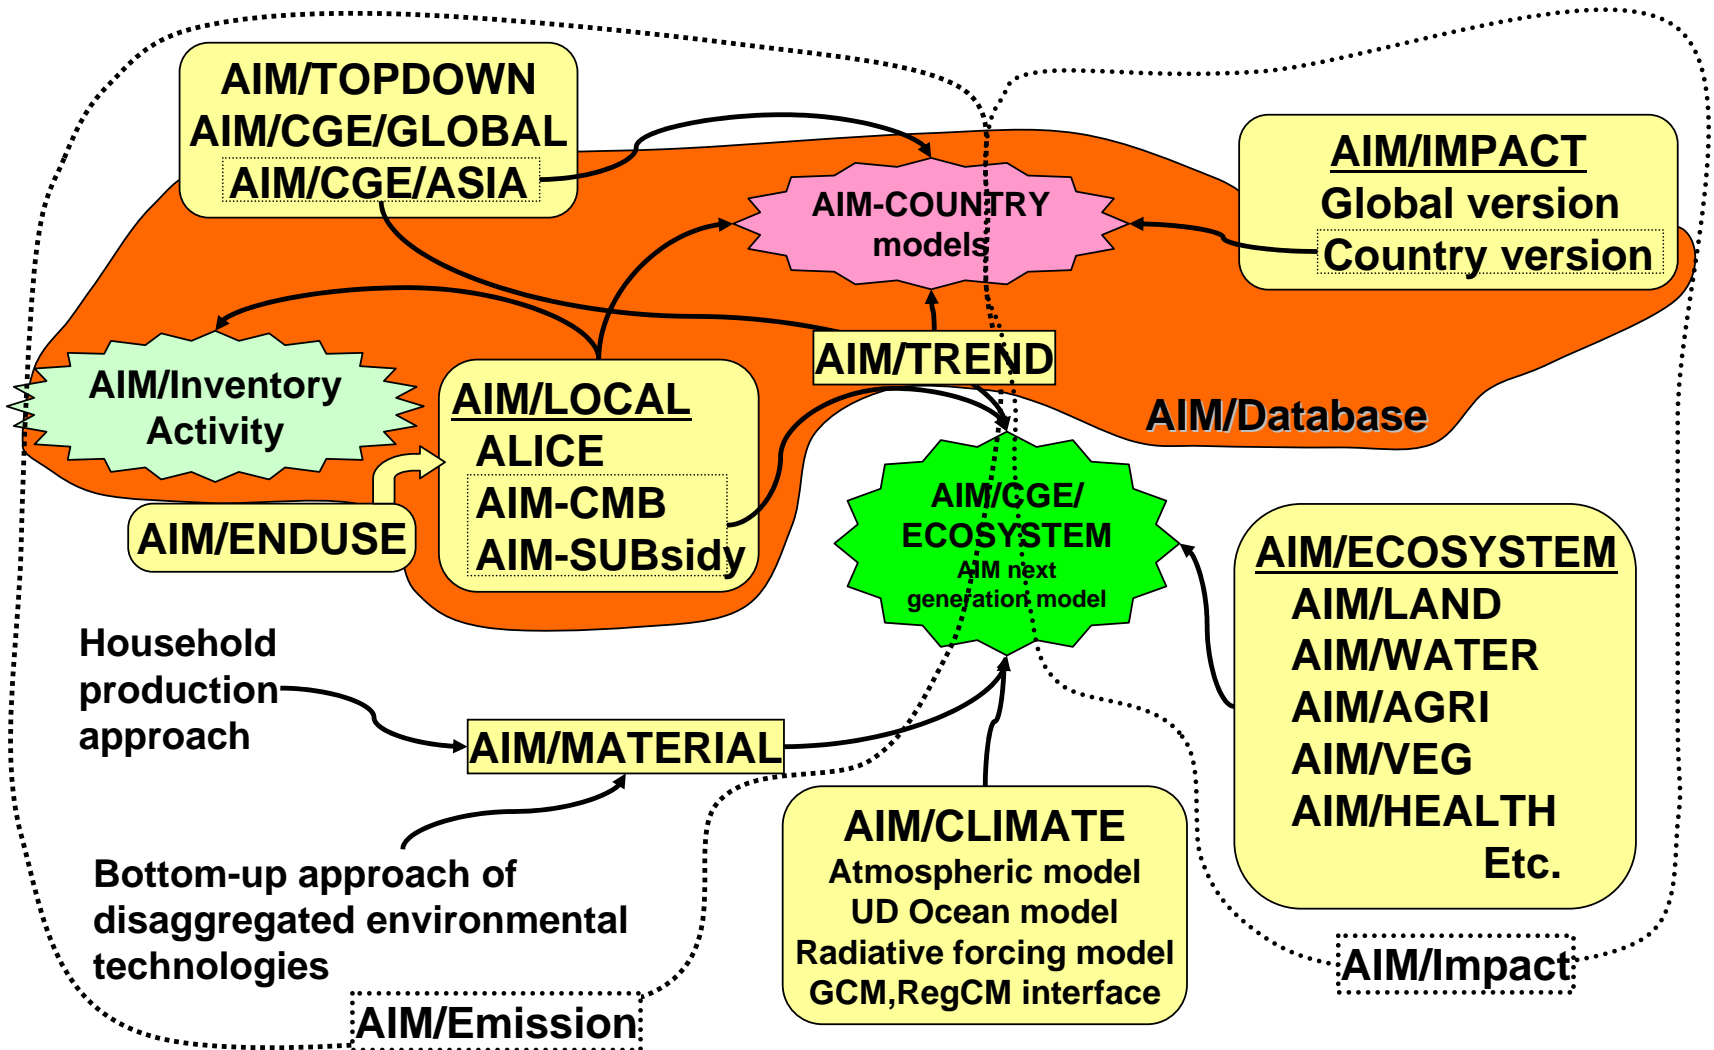 AIM/TOPDOWN
AIM/CGE/GLOBAL
AIM/CGE/ASIA
AIM-COUNTRY
models
AIM/IMPACT
Global version
Country version
AIM/TREND
AIM/Inventory
Activity
AIM/LOCAL
ALICE
AIM-CMB
AIM-SUBsidy
AIM/Database
AIM/ENDUSE
AIM/CGE/
ECOSYSTEM
AIM next
generation model
AIM/ECOSYSTEM
AIM/LAND
AIM/WATER
AIM/AGRI
AIM/VEG
AIM/HEALTH
Etc.
Household
production
approach
AIM/MATERIAL
Bottom-up approach of
disaggregated environmental
technologies
AIM/CLIMATE
Atmospheric model
UD Ocean model
Radiative forcing model
GCM,RegCM interface
AIM/Impact
AIM/Emission